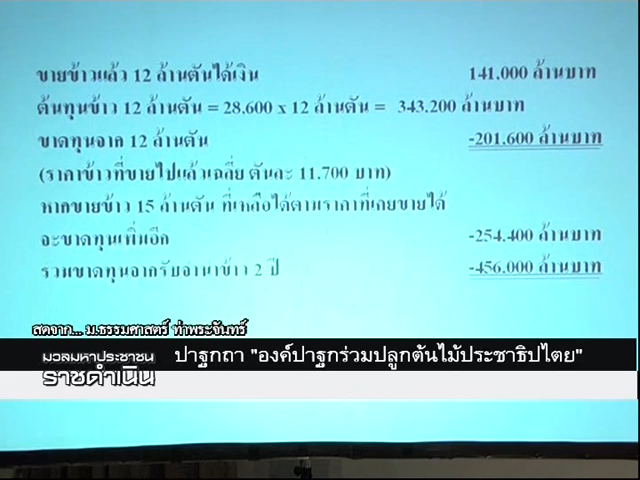 ขายข้าวแล้ว 12 ล้านตันได้เงิน 141.000 ล้านบาท
ต้นทุนข้าว 12 ล้านตัน = 28.600 x 12 ล้านตัน = 343.200 ล้านบาท
ขาดทุนจาก 12 ล้านตัน -201.600 ล้านบาท
(ราคาข้าวที่ขายไปแล้วเฉลี่ย ตันละ 11.700 บาท)
หากขายข้าว 15 ล้านตัน ที่เหลือได้ตามราคาที่เคยขายได้
จะขาดทุนเพิ่มอีก -254.400 ล้านบาท
รวมขาดทุนจากรับจำนำข้าว 2 ปี -456.000 ล้านบาท
สดจาก... ม.ธรรมศาสตร์ ท่าพระจันทร์
มวลมหาประชาชน
ราชดำเนิน
ปาฐกถา "องค์ปาฐกร่วมปลูกต้นไม้ประชาธิปไตย"